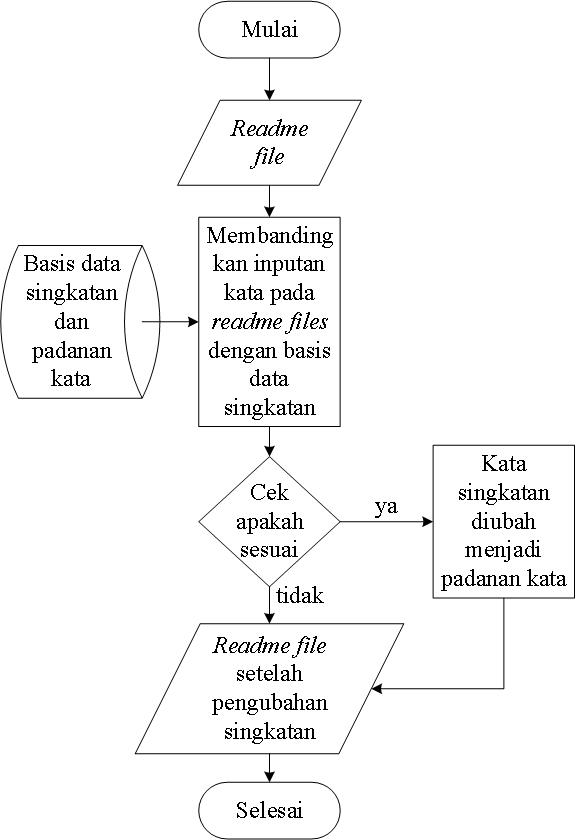 Mulai
Readme
file
Membanding
kan inputan
kata pada
readme files
dengan basis
data
singkatan
Basis data
singkatan
dan
padanan
kata
Cek
apakah
sesuai
ya
Kata
singkatan
diubah
menjadi
padanan kata
tidak
Readme file
setelah
pengubahan
singkatan
Selesai